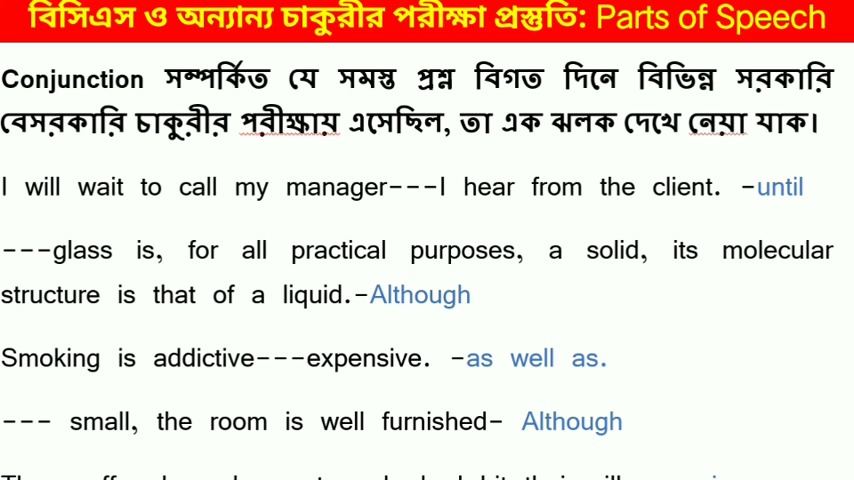 বিসিএস ও অন্যান্য চাকুরীর পরীক্ষা প্রস্তুতি: Parts of Speech
Conjunction সম্পর্কিত যে সমস্ত প্রশ্ন বিগত দিনে বিভিন্ন সরকারি
বেসরকারি চাকুরীর পরীক্ষায় এসেছিল, তা এক ঝলক দেখে নেয়া যাক।
I will wait to call my manager---I hear from the client. -until
---glass is, for all practical purposes, a solid, its molecular
structure is that of a liquid.-Although
Smoking is addictive---expensive. -as well as.
--- small, the room is well furnished- Although